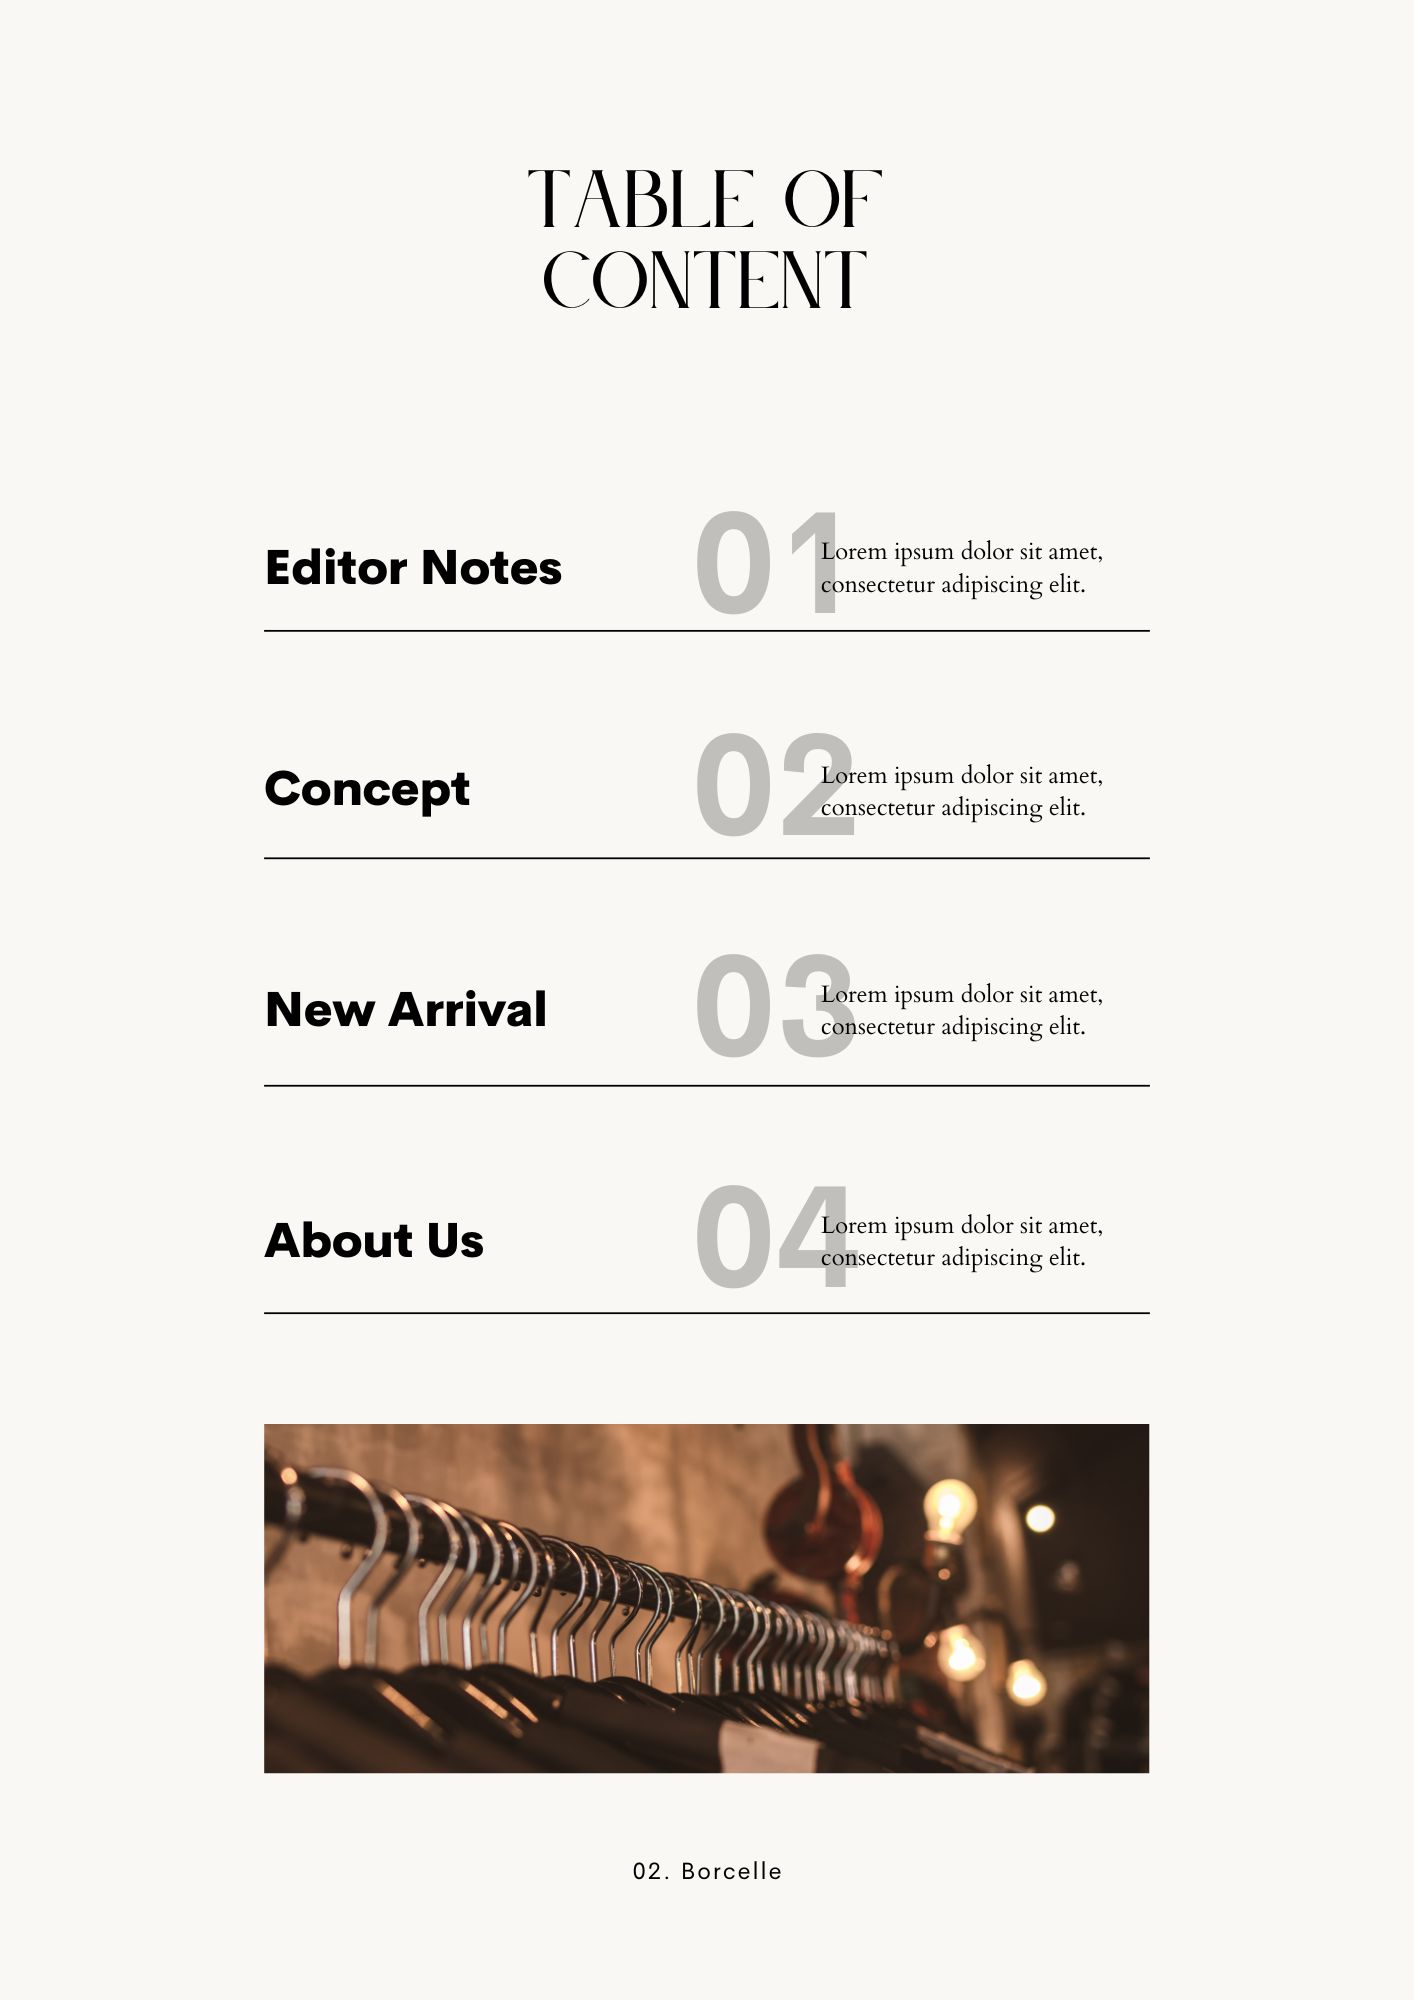 TABLE OF
CONTENT
Editor Notes
01
Lorem ipsum dolor sit amet,
consectetur adipiscing elit.
Concept
02
Lorem ipsum dolor sit amet,
consectetur adipiscing elit.
New Arrival
03
Lorem ipsum dolor sit amet,
consectetur adipiscing elit.
About Us
04
Lorem ipsum dolor sit amet,
consectetur adipiscing elit.
02. Borcelle